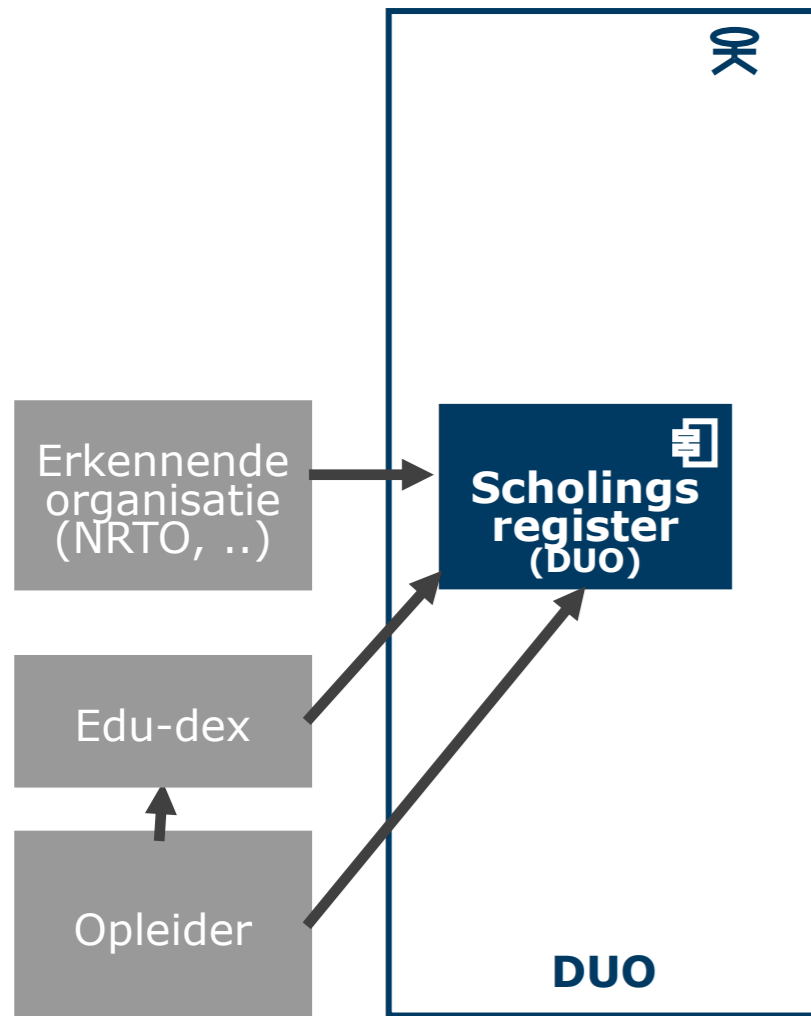 Erkennende
organisatie
(NRTO, ..)
Scholings
register
(DUO)
Edu-dex
Opleider
DUO